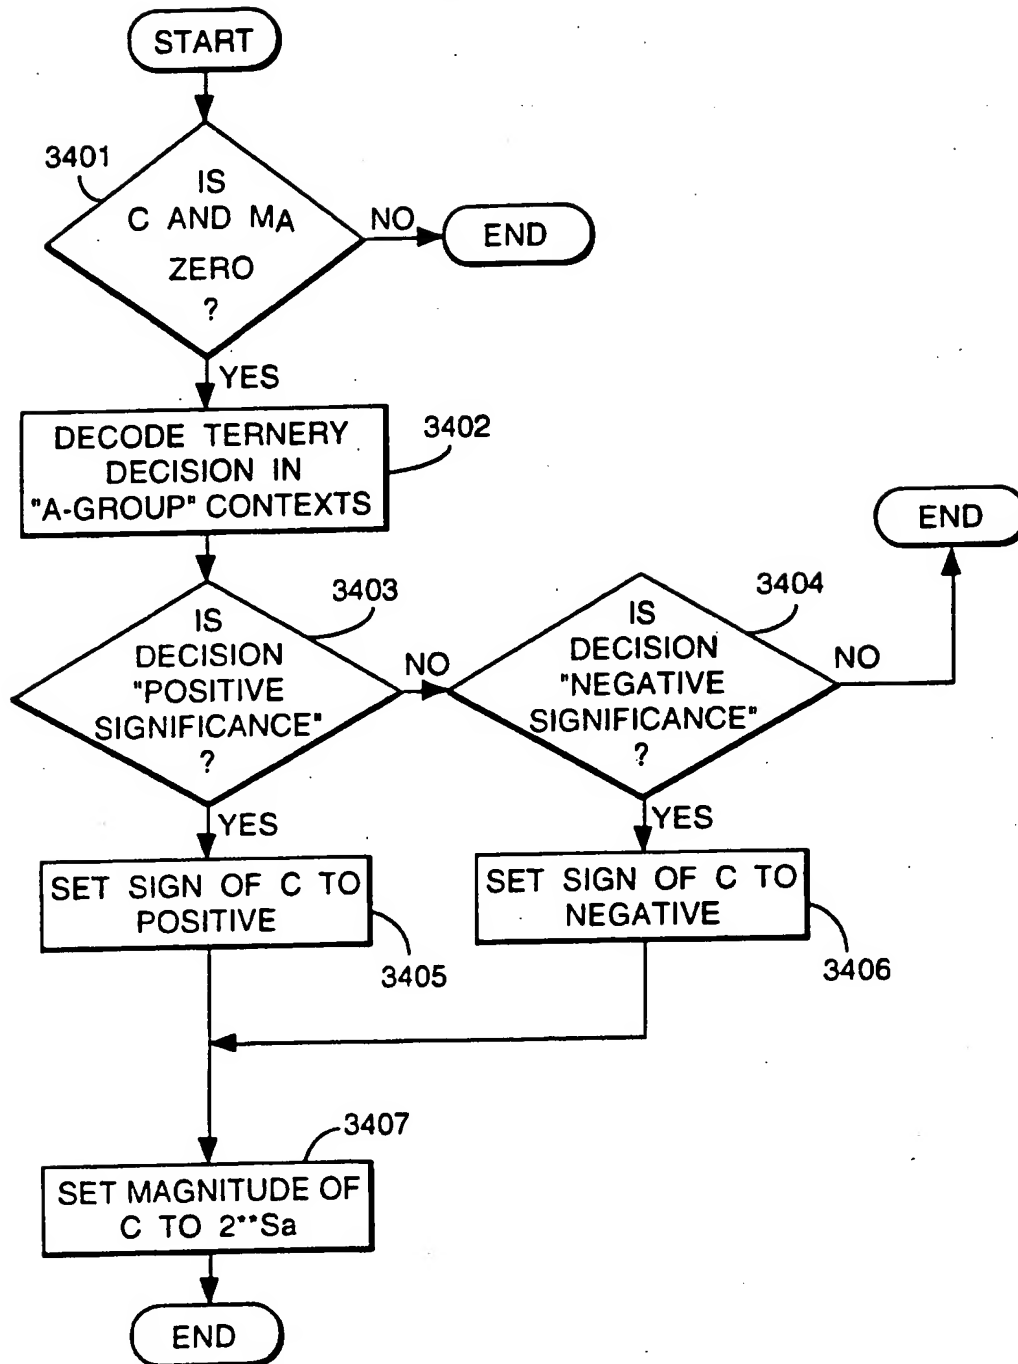 START
3401
IS
C AND MA
ZERO
?
NO
END
YES
DECODE TERNERY
DECISION IN
"A-GROUP" CONTEXTS
3402
END
3403
IS
DECISION
"POSITIVE
SIGNIFICANCE"
?
NO
3404
IS
DECISION
"NEGATIVE
SIGNIFICANCE"
?
NO
YES
YES
SET SIGN OF C TO
POSITIVE
3405
SET SIGN OF C TO
NEGATIVE
3406
3407
SET MAGNITUDE OF
C TO 2**Sa
END